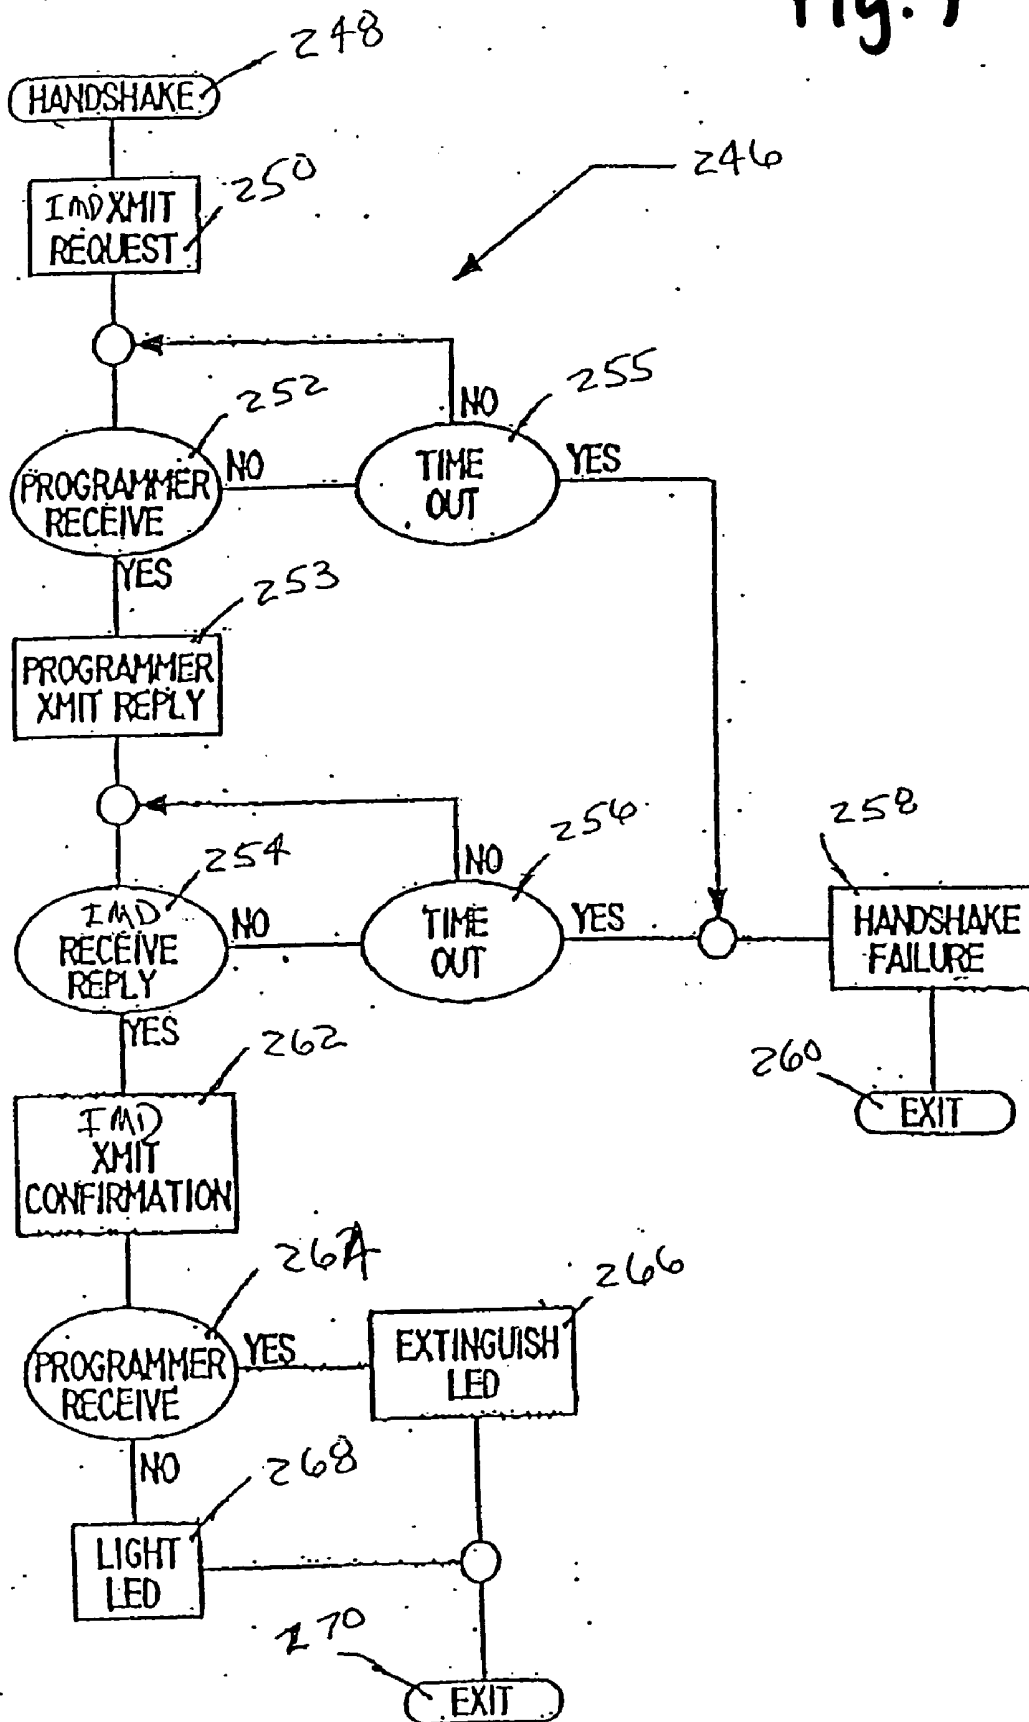 Fig.
248
HANDSHAKE
250
246
IMD XMIT
REQUEST
255
252
NO
NO
YES
TIME
OUT
PROGRAMMER
RECEIVE
YES
253
PROGRAMMER
XMIT REPLY
256
258
254
NO
IMD
RECEIVE
REPLY
NO
TIME
OUT
YES
HANDSHAKE
FAILURE
YES
262
260
EXIT
IMD
XMIT
CONFIRMATION
264
266
PROGRAMMER
RECEIVE
YES
EXTINGUISH
LED
NO
268
LIGHT
LED
270
EXIT